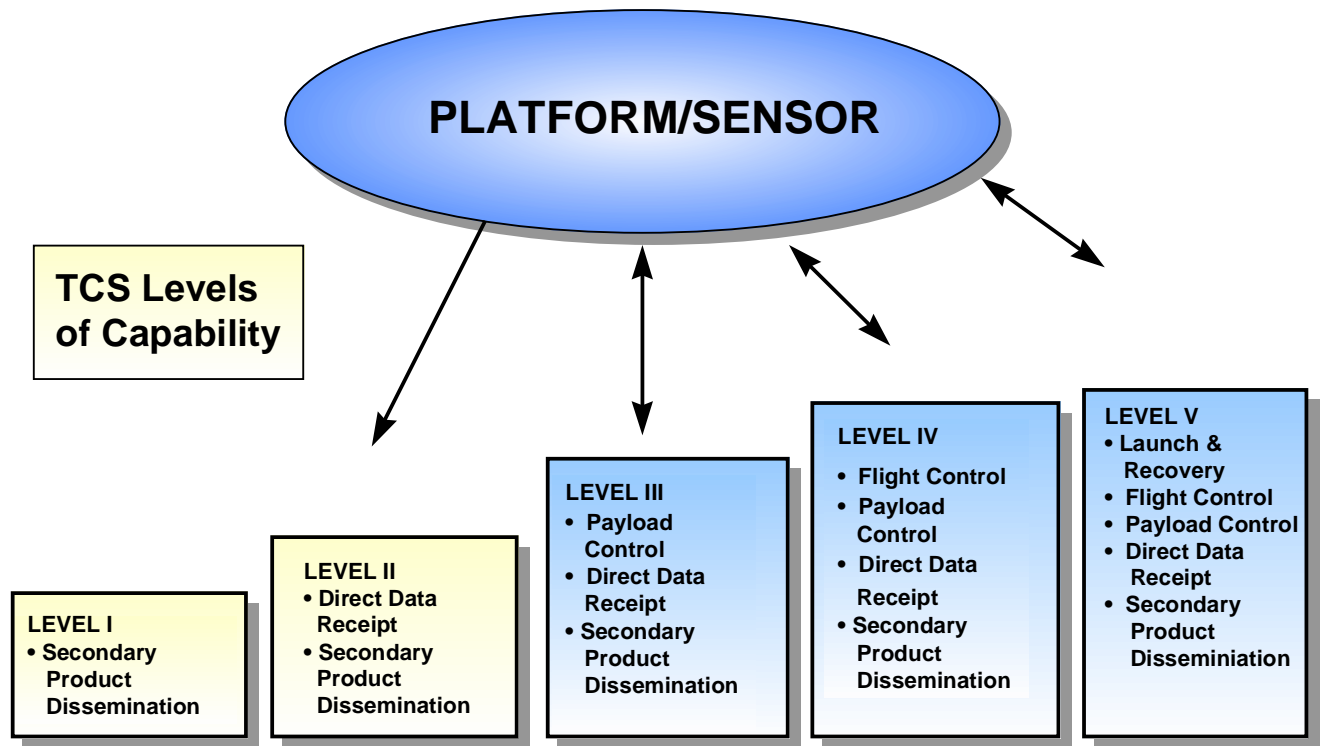 PLATFORM/SENSOR
TCS Levels
of Capability
LEVEL I
• Secondary
Product
Dissemination
LEVEL II
• Direct Data
Receipt
• Secondary
Product
Dissemination
LEVEL III
• Payload
Control
• Direct Data
Receipt
• Secondary
Product
Dissemination
LEVEL IV
• Flight Control
• Payload
Control
• Direct Data
Receipt
• Secondary
Product
Dissemination
LEVEL V
• Launch &
Recovery
• Flight Control
• Payload Control
• Direct Data
Receipt
• Secondary
Product
Disseminiation